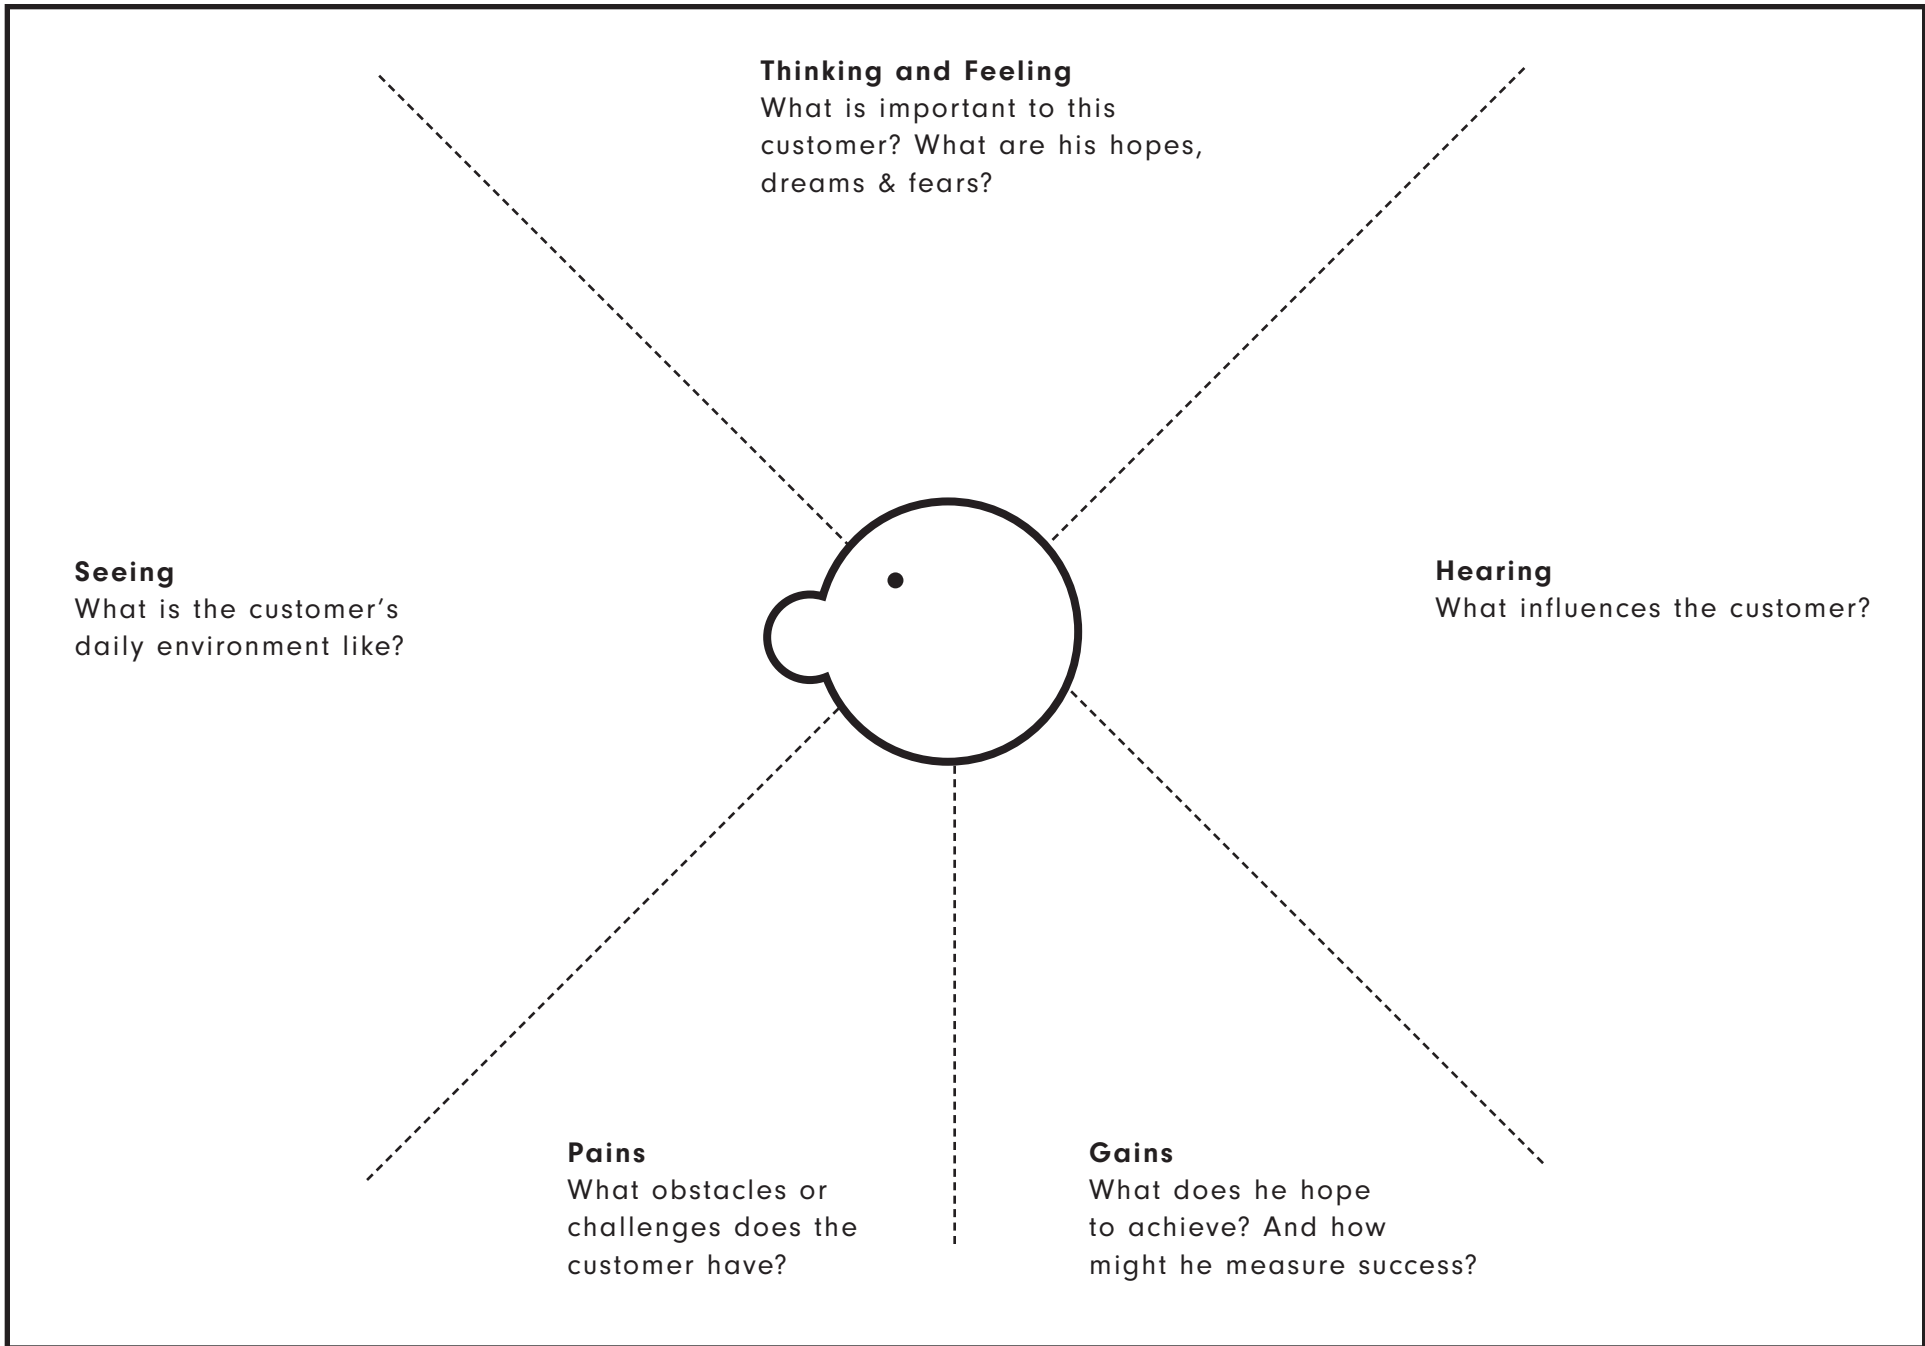 Thinking and Feeling
What is important to this
customer? What are his hopes,
dreams & fears?
Seeing
What is the customer’s
daily environment like?
Hearing
What influences the customer?
Pains
What obstacles or
challenges does the
customer have?
Gains
What does he hope
to achieve? And how
might he measure success?